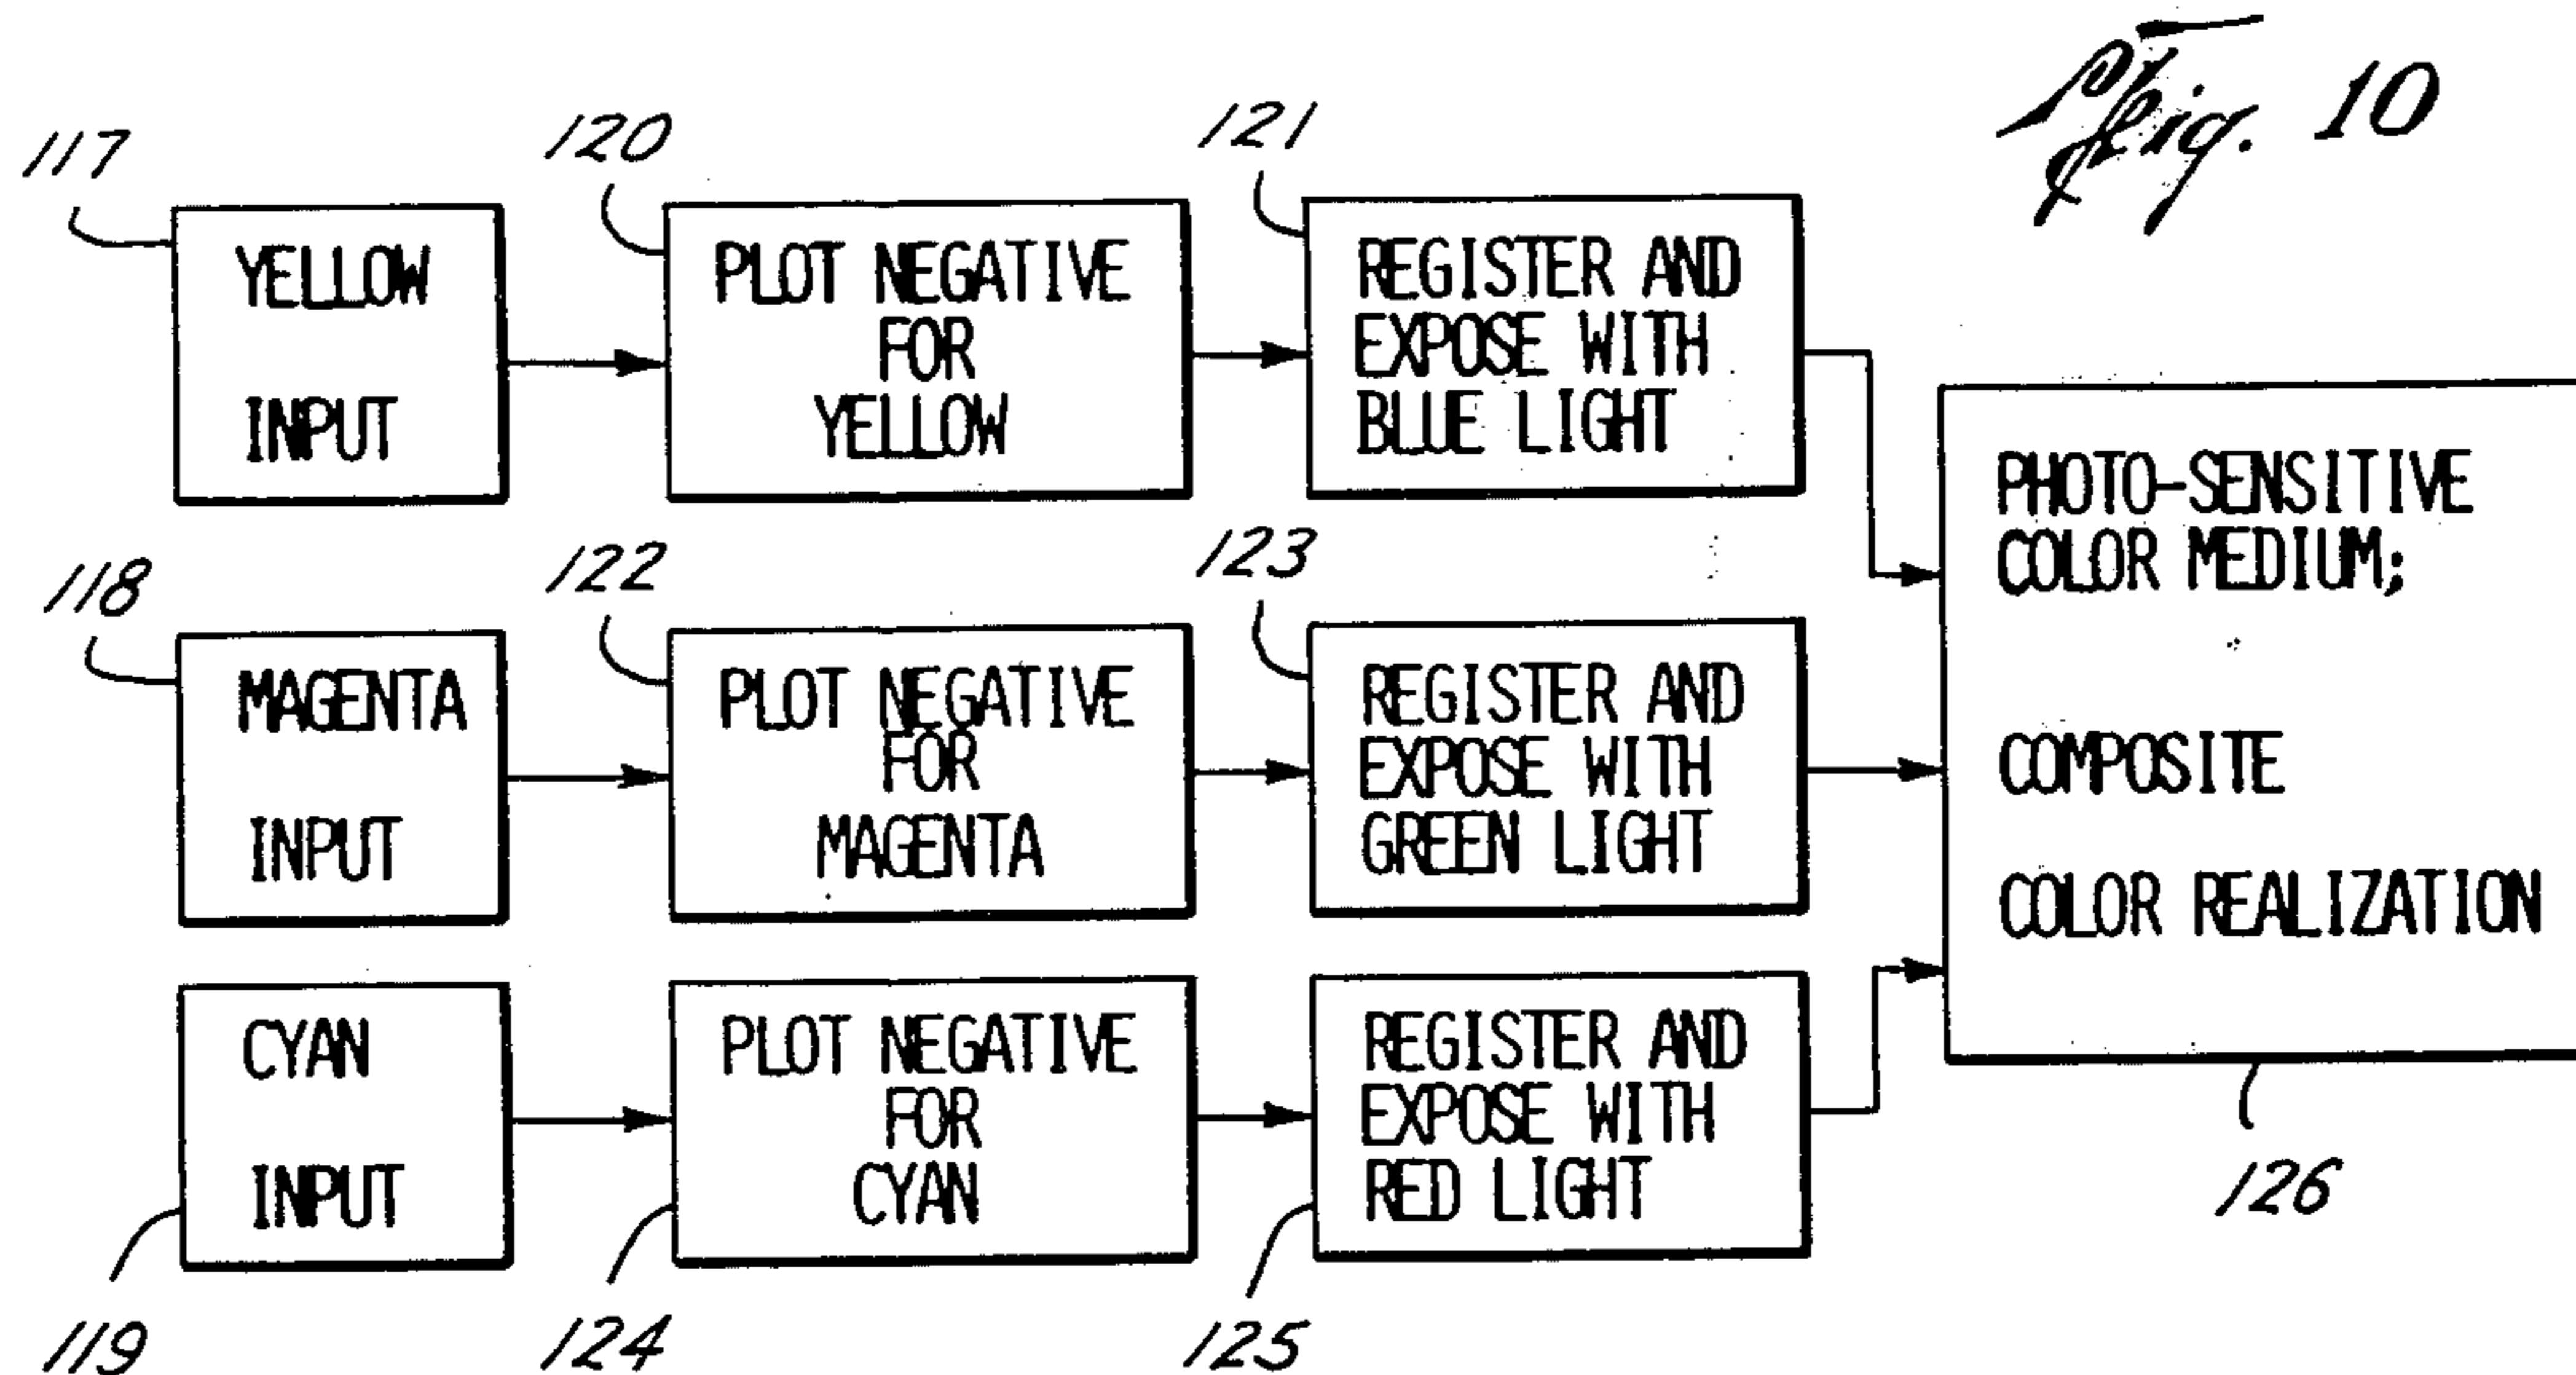 Fig. 10
117
YELLOW
INPUT
120
PLOT NEGATIVE
FOR
YELLOW
121
REGISTER AND
EXPOSE WITH
BLUE LIGHT
118
MAGENTA
INPUT
122
PLOT NEGATIVE
FOR
MAGENTA
123
REGISTER AND
EXPOSE WITH
GREEN LIGHT
119
CYAN
INPUT
124
PLOT NEGATIVE
FOR
CYAN
125
REGISTER AND
EXPOSE WITH
RED LIGHT
PHOTO-SENSITIVE
COLOR MEDIUM;
COMPOSITE
COLOR REALIZATION
126